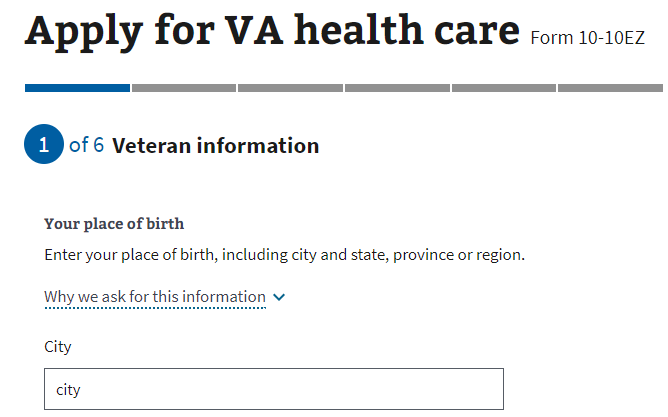 Apply for VA health care Form 10-10EZ
1 of 6 Veteran information
Your place of birth
Enter your place of birth, including city and state, province or region.
Why we ask for this information
City
city